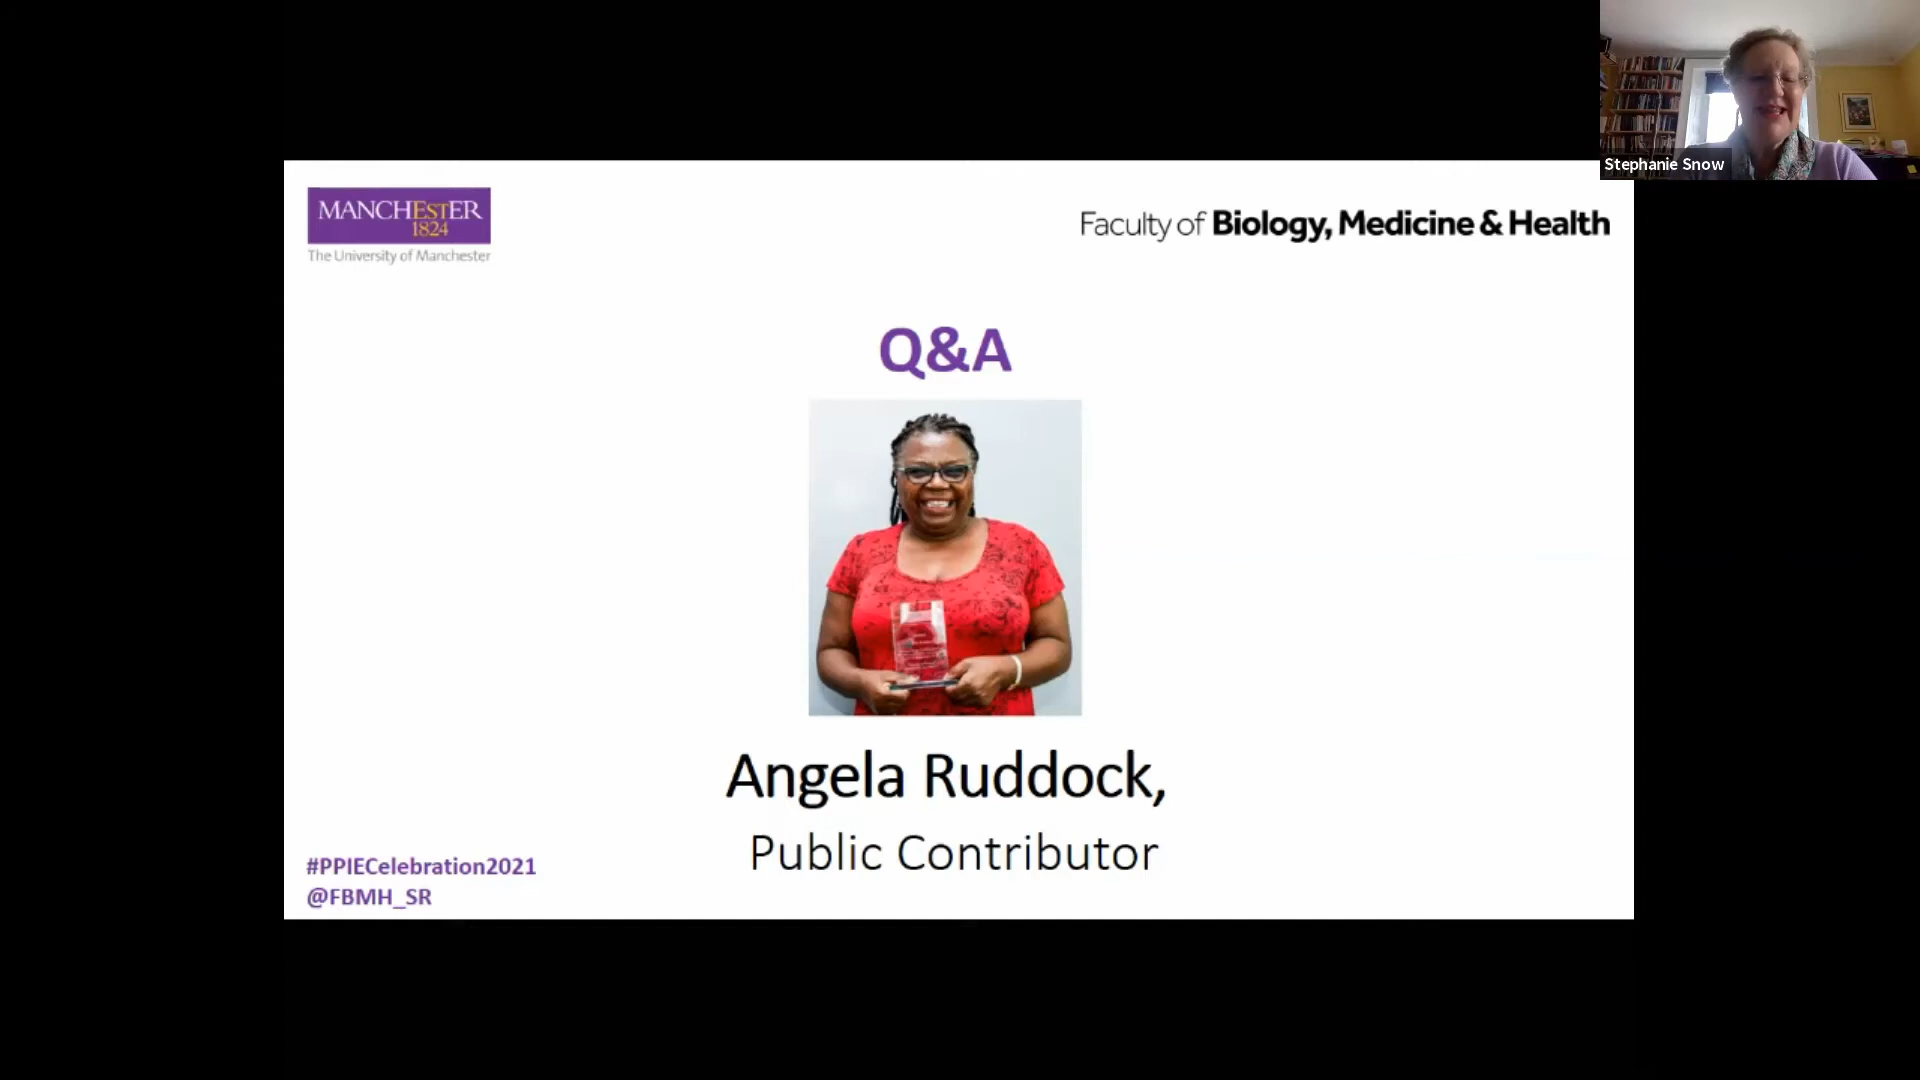 Stephanie Snow
MANCHESTER
1824
The University of Manchester
Faculty of Biology, Medicine & Health
Q&A
Angela Ruddock,
Public Contributor
#PPIECelebration2021
@FBMH_SR